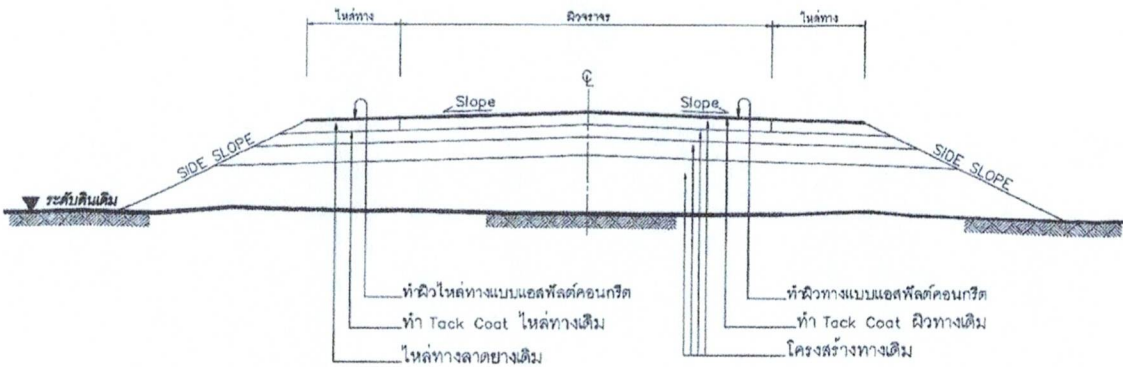 ไหล่ทาง ผิวจราจร ไหล่ทาง
℄
Slope Slope
SIDE SLOPE SIDE SLOPE
ระดับดินเดิม
ทำผิวไหล่ทางแบบแอสฟัลต์คอนกรีต ทำผิวทางแบบแอสฟัลต์คอนกรีต
ทำ Tack Coat ไหล่ทางเดิม ทำ Tack Coat ผิวทางเดิม
ไหล่ทางลาดยางเดิม โครงสร้างทางเดิม